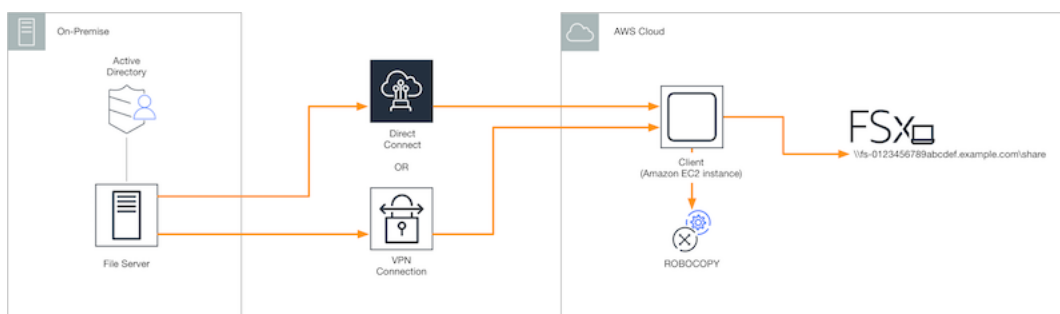 On-Premise
Active
Directory
File Server
Direct
Connect
OR
VPN
Connection
AWS Cloud
Client
(Amazon EC2 instance)
ROBOCOPY
FSx
\\fs-0123456789abcdef.example.com\share